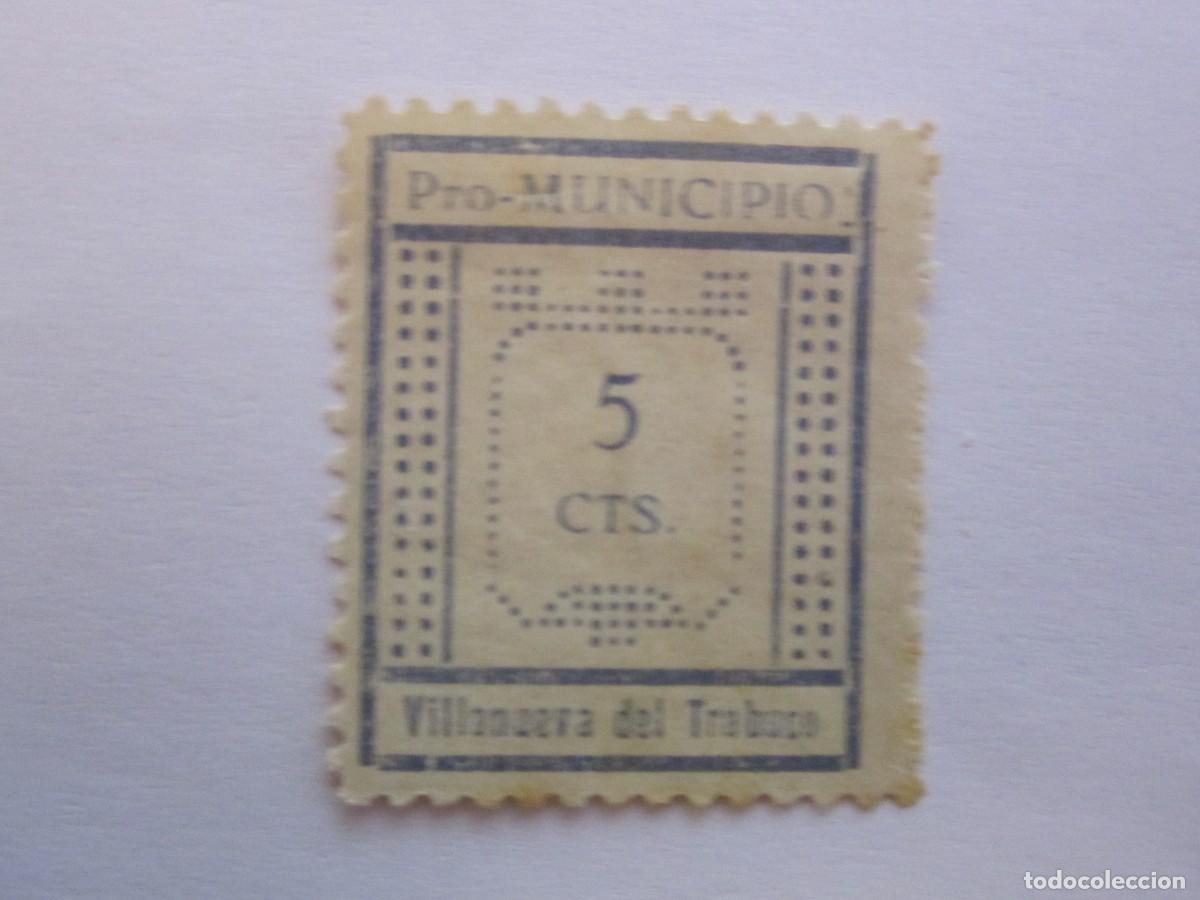 Pro-MUNICIPIO
5
CTS.
Villanueva del Trabuco
todocoleccion